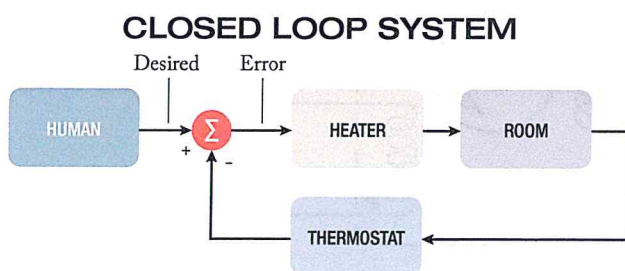 CLOSED LOOP SYSTEM
Desired Error
HUMAN + Σ - HEATER ROOM
THERMOSTAT